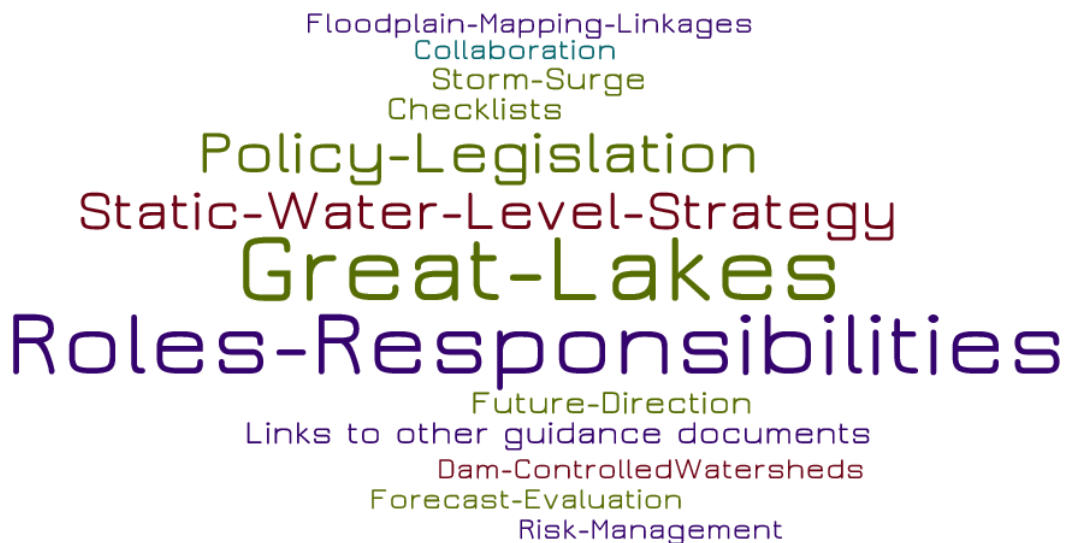 Floodplain-Mapping-Linkages
Collaboration
Storm-Surge
Checklists
Policy-Legislation
Static-Water-Level-Strategy
Great-Lakes
Roles-Responsibilities
Future-Direction
Links to other guidance documents
Dam-ControlledWatersheds
Forecast-Evaluation
Risk-Management